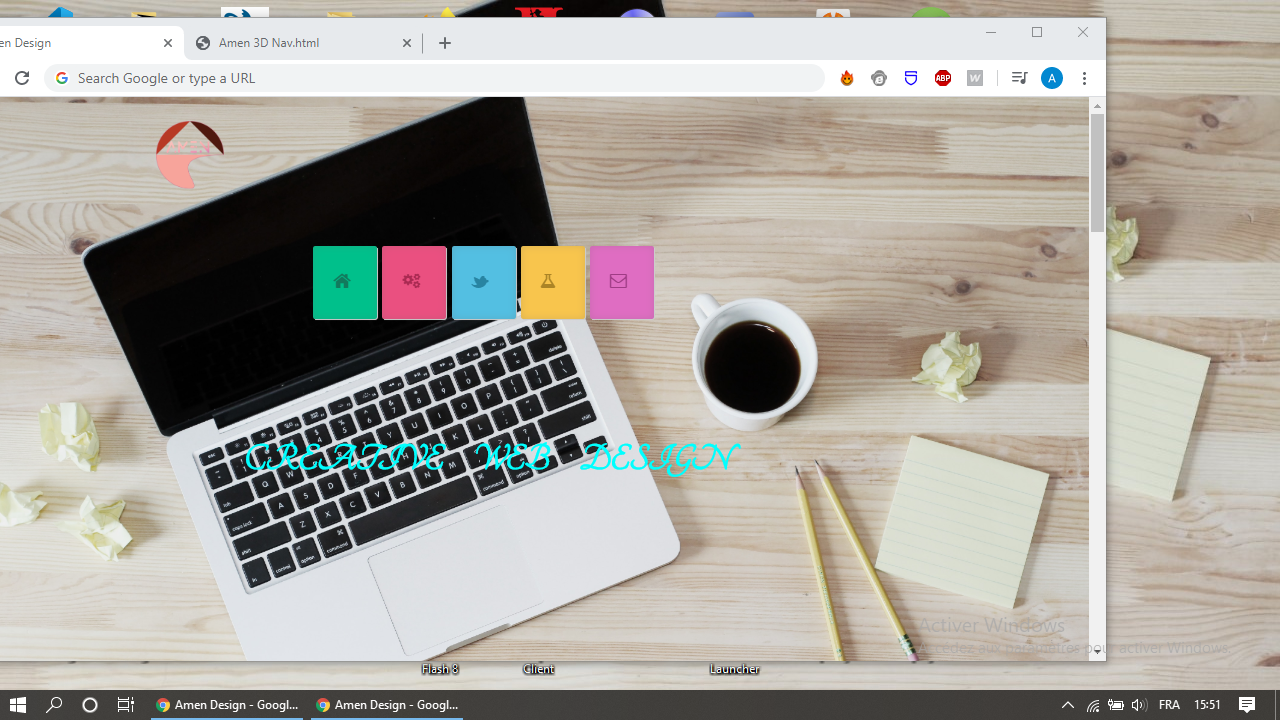 en Design
Amen 3D Nav.html
Search Google or type a URL
ABP
W
A
CREATIVE WEB DESIGN
Activer Windows
Accédez aux paramètres pour activer Windows.
Flash 8
Client
Launcher
Amen Design - Googl...
Amen Design - Googl...
FRA
15:51